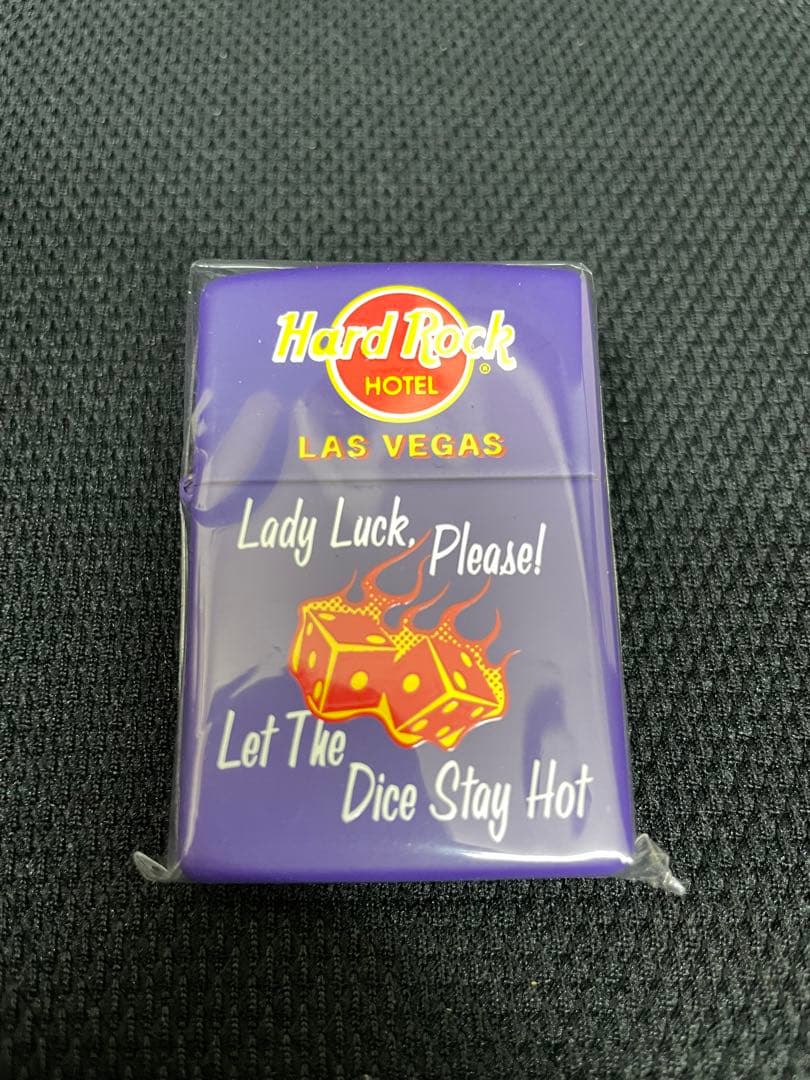 Hard Rock
HOTEL
®
LAS VEGAS
Lady Luck, Please!
Let The
Dice Stay Hot